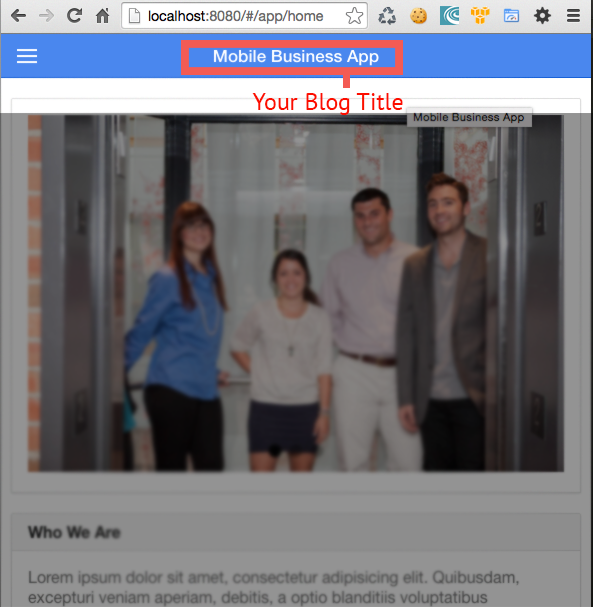 localhost:8080/#/app/home
Mobile Business App
Your Blog Title
Mobile Business App
Who We Are
Lorem ipsum dolor sit amet, consectetur adipisicing elit. Quibusdam,
excepturi veniam aperiam, debitis, a optio blanditiis voluptatibus